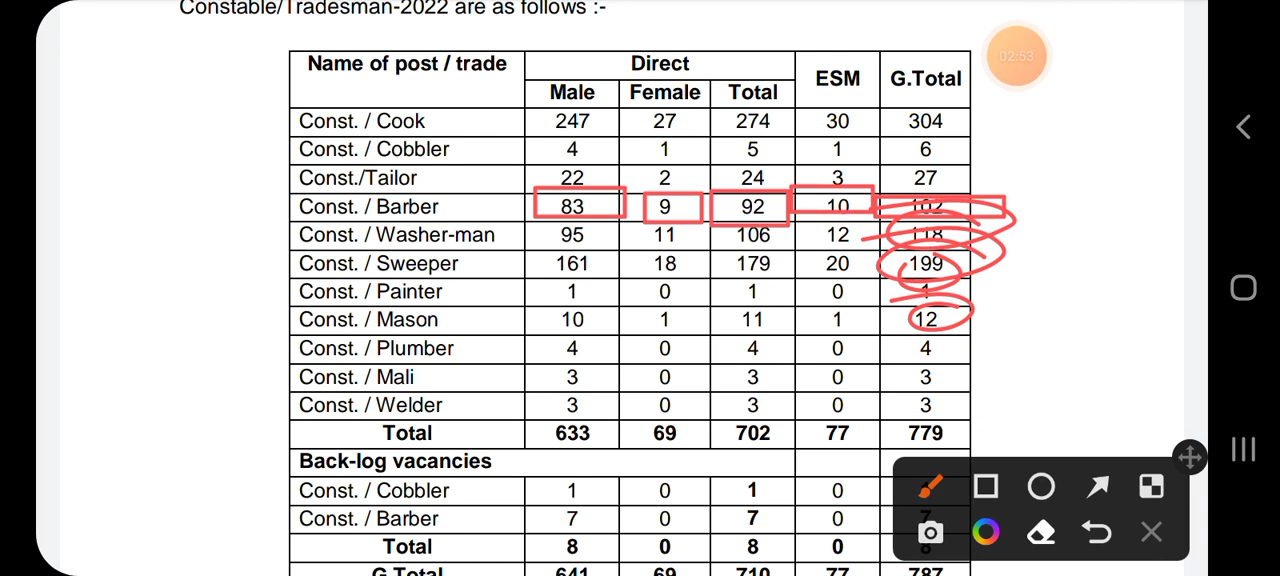 Constable/Tradesman-2022 are as follows :-
02:53
Name of post / trade Direct ESM G.Total
Male Female Total
Const. / Cook 247 27 274 30 304
Const. / Cobbler 4 1 5 1 6
Const./Tailor 22 2 24 3 27
Const. / Barber 83 9 92 10 102
Const. / Washer-man 95 11 106 12 118
Const. / Sweeper 161 18 179 20 199
Const. / Painter 1 0 1 0 1
Const. / Mason 10 1 11 1 12
Const. / Plumber 4 0 4 0 4
Const. / Mali 3 0 3 0 3
Const. / Welder 3 0 3 0 3
Total 633 69 702 77 779
Back-log vacancies
Const. / Cobbler 1 0 1 0
Const. / Barber 7 0 7 0 7
Total 8 0 8 0 8
G.Total 641 69 710 77 787